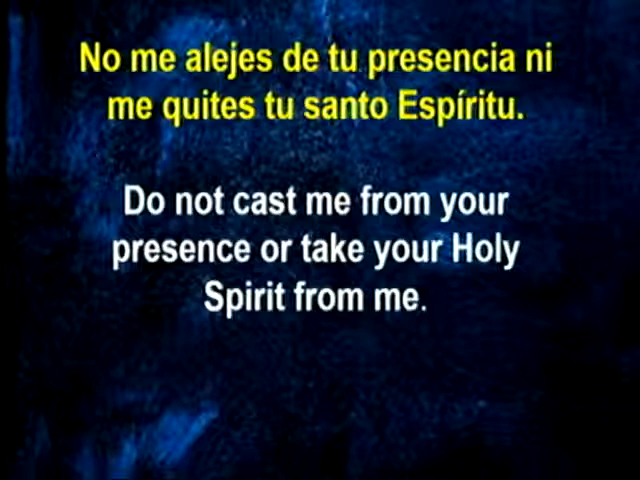 No me alejes de tu presencia ni
me quites tu santo Espíritu.
Do not cast me from your
presence or take your Holy
Spirit from me.